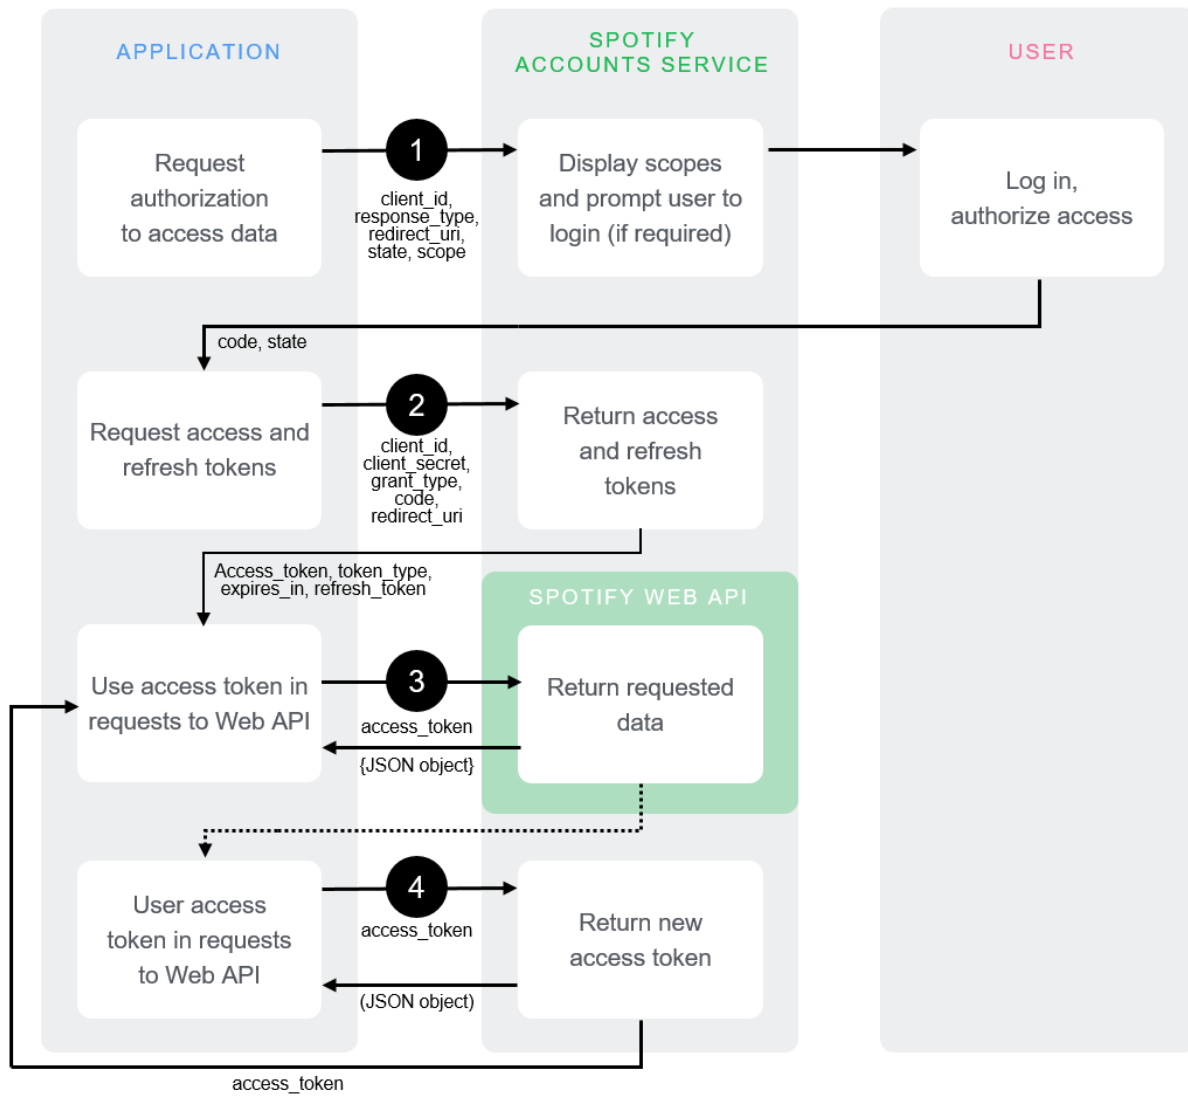 APPLICATION
SPOTIFY
ACCOUNTS SERVICE
USER
Request
authorization
to access data
1
client_id,
response_type,
redirect_uri,
state, scope
Display scopes
and prompt user to
login (if required)
Log in,
authorize access
code, state
Request access and
refresh tokens
2
client_id,
client_secret,
grant_type,
code,
redirect_uri
Return access
and refresh
tokens
Access_token, token_type,
expires_in, refresh_token
SPOTIFY WEB API
Use access token in
requests to Web API
3
access_token
{JSON object}
Return requested
data
User access
token in requests
to Web API
4
access_token
(JSON object)
Return new
access token
access_token